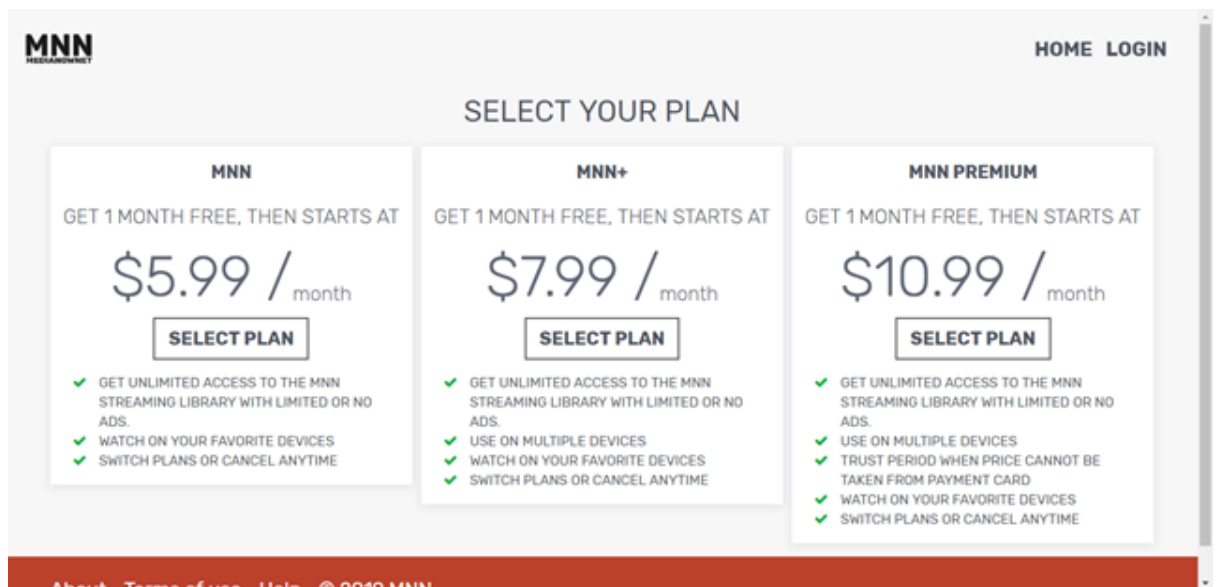 MNN
MEDIANOWNET
HOME LOGIN
SELECT YOUR PLAN
MNN
GET 1 MONTH FREE, THEN STARTS AT
$5.99 / month
SELECT PLAN
GET UNLIMITED ACCESS TO THE MNN
STREAMING LIBRARY WITH LIMITED OR NO
ADS.
WATCH ON YOUR FAVORITE DEVICES
SWITCH PLANS OR CANCEL ANYTIME
MNN+
GET 1 MONTH FREE, THEN STARTS AT
$7.99 / month
SELECT PLAN
GET UNLIMITED ACCESS TO THE MNN
STREAMING LIBRARY WITH LIMITED OR NO
ADS.
USE ON MULTIPLE DEVICES
WATCH ON YOUR FAVORITE DEVICES
SWITCH PLANS OR CANCEL ANYTIME
MNN PREMIUM
GET 1 MONTH FREE, THEN STARTS AT
$10.99 / month
SELECT PLAN
GET UNLIMITED ACCESS TO THE MNN
STREAMING LIBRARY WITH LIMITED OR NO
ADS.
USE ON MULTIPLE DEVICES
TRUST PERIOD WHEN PRICE CANNOT BE
TAKEN FROM PAYMENT CARD
WATCH ON YOUR FAVORITE DEVICES
SWITCH PLANS OR CANCEL ANYTIME
About Terms of use Help © 2019 MNN